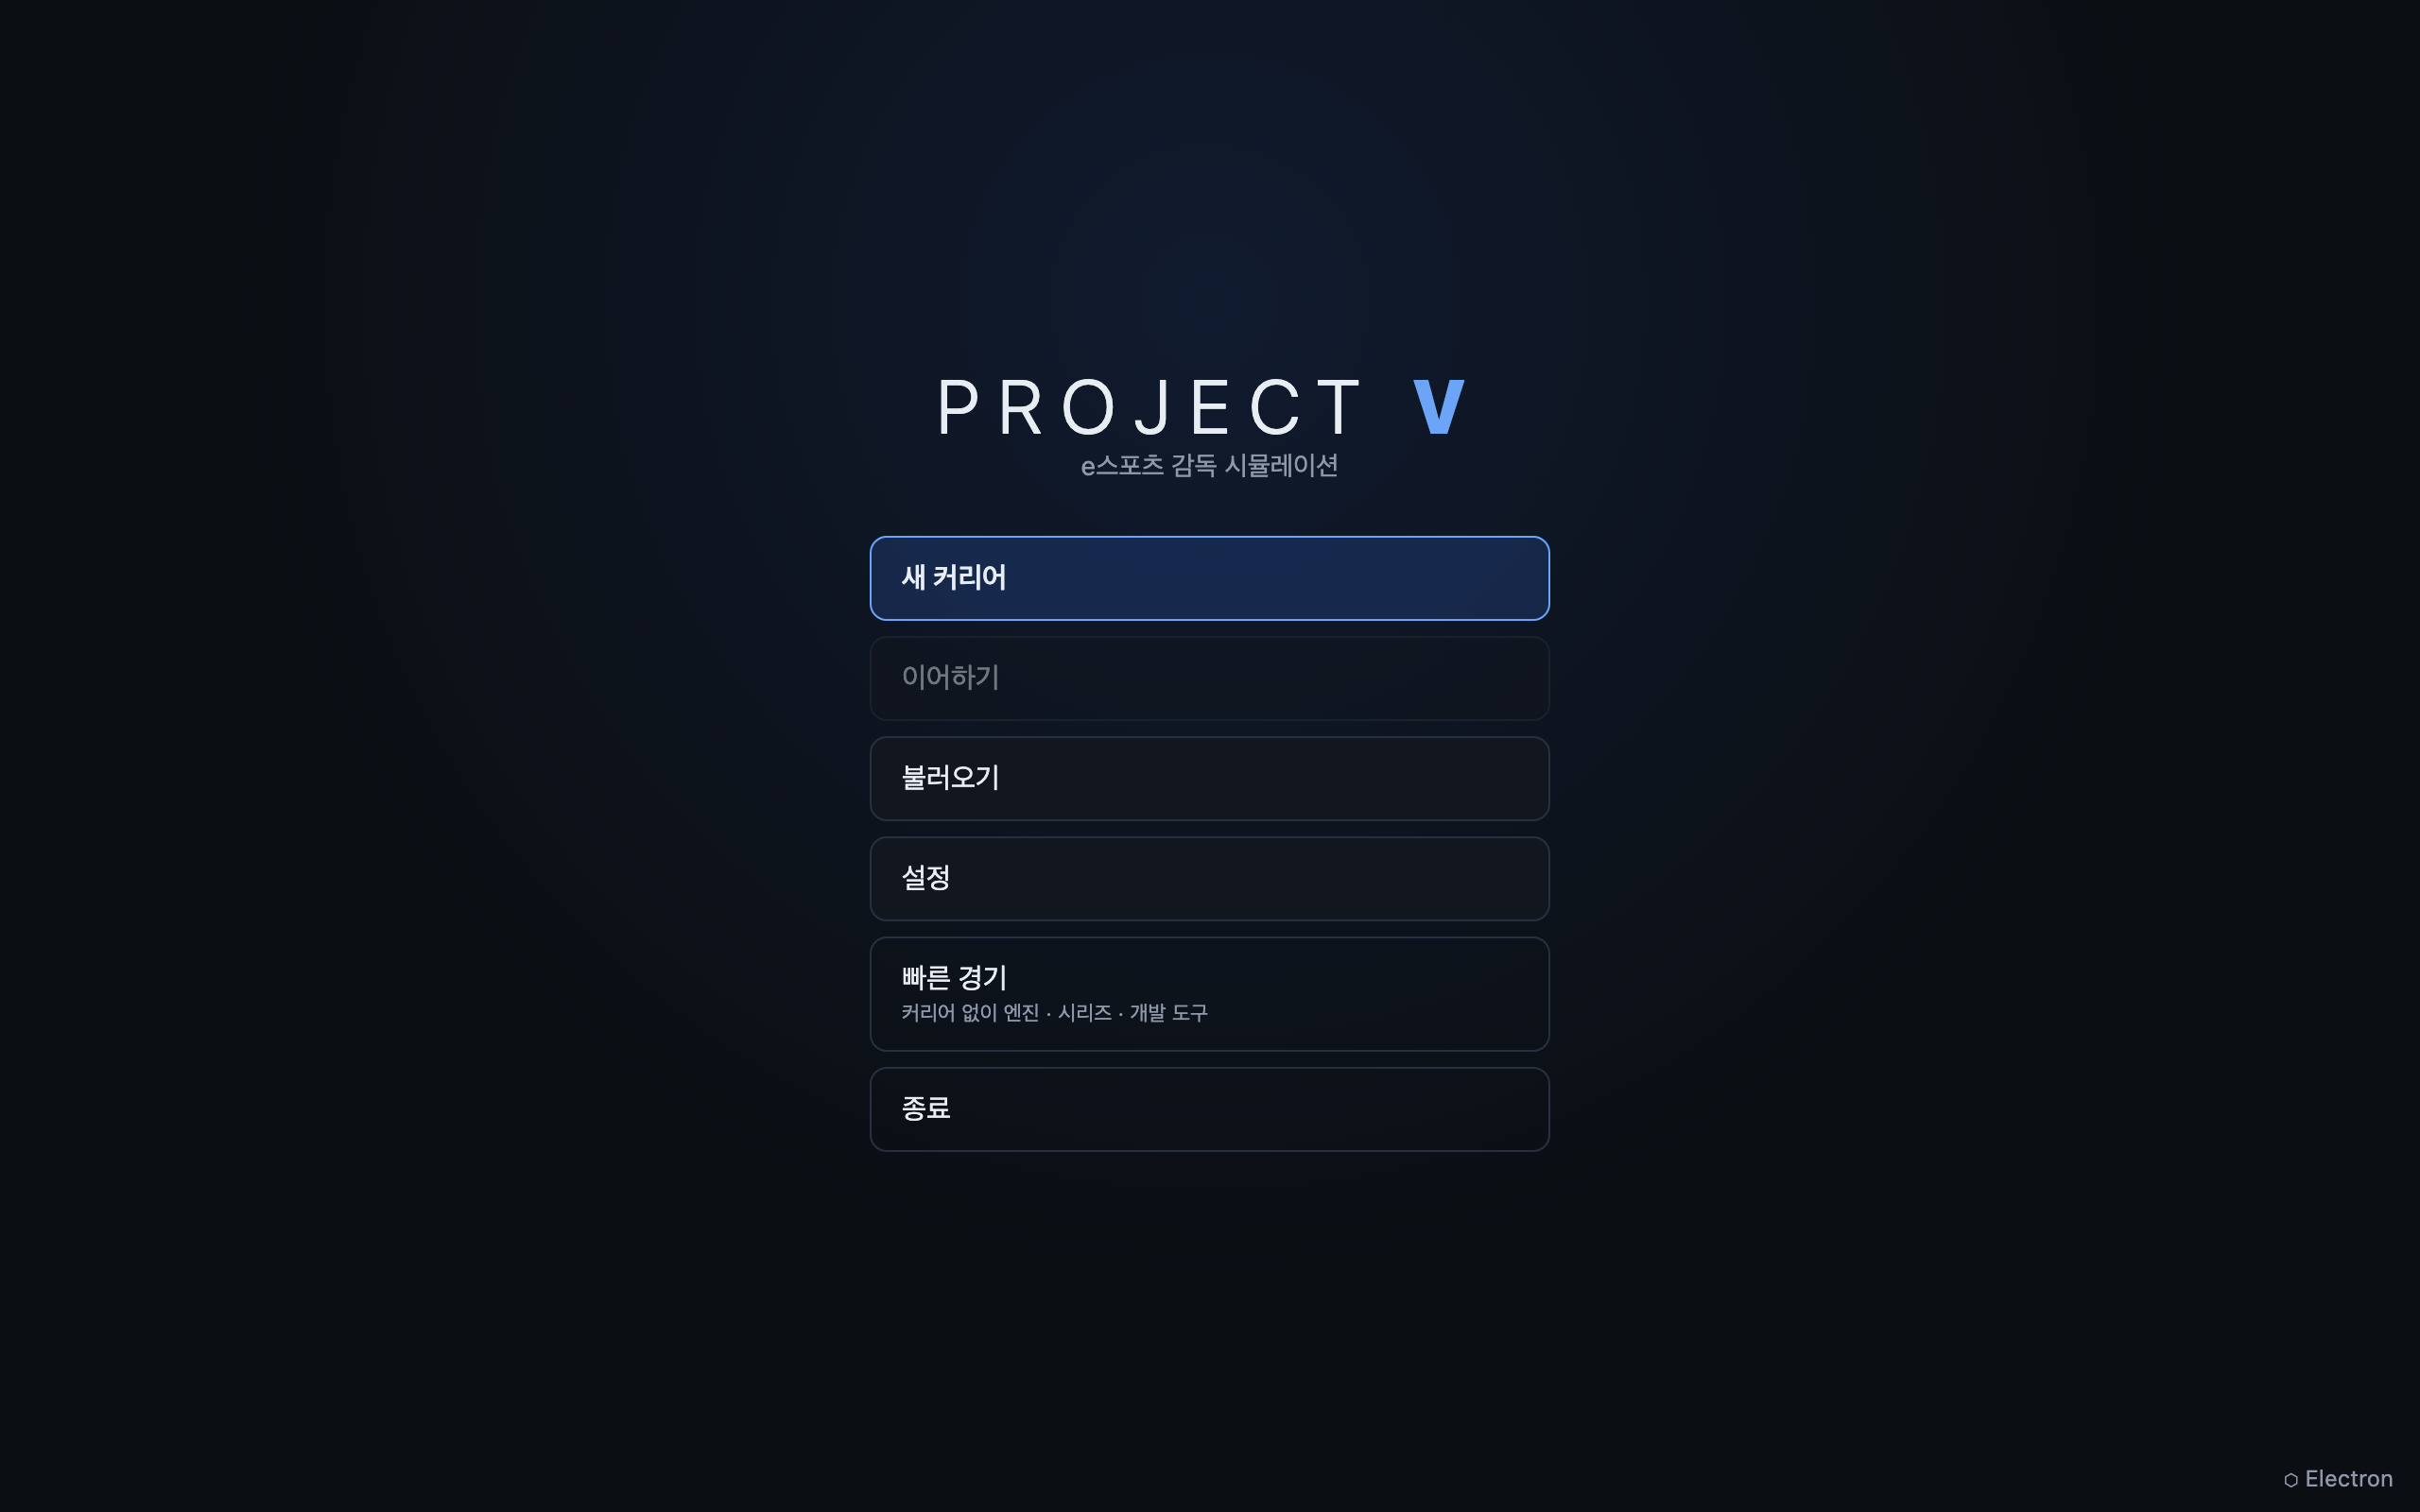 PROJECT V
e스포츠 감독 시뮬레이션
새 커리어
이어하기
불러오기
설정
빠른 경기
커리어 없이 엔진 · 시리즈 · 개발 도구
종료
⬡ Electron